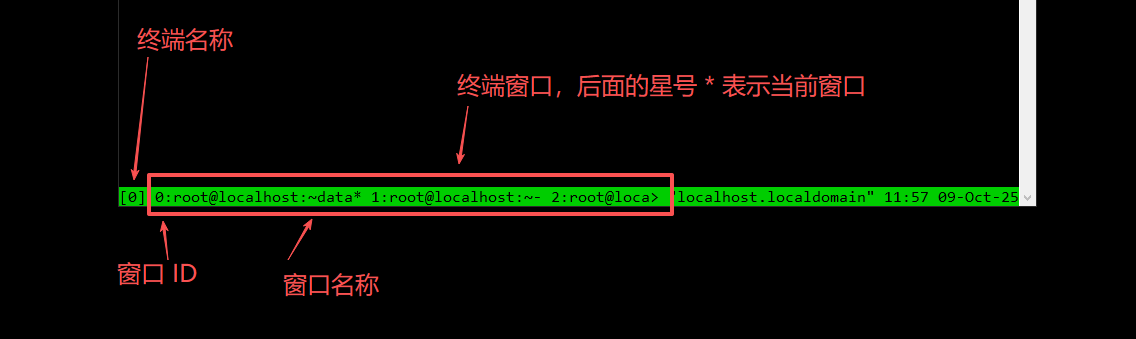 终端名称
终端窗口，后面的星号 * 表示当前窗口
[0] 0:root@localhost:~data* 1:root@localhost:~- 2:root@loca> "localhost.localdomain" 11:57 09-Oct-25
窗口 ID
窗口名称